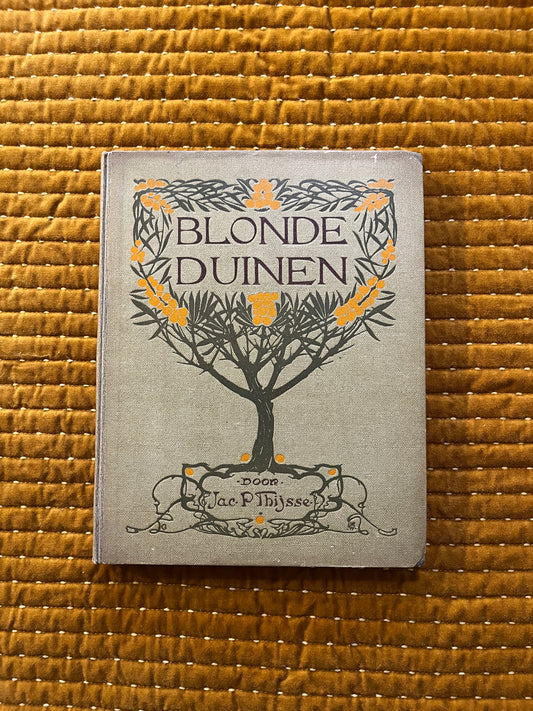 BLONDE
DUINEN
·DOOR·
Jac. P. Thijsse